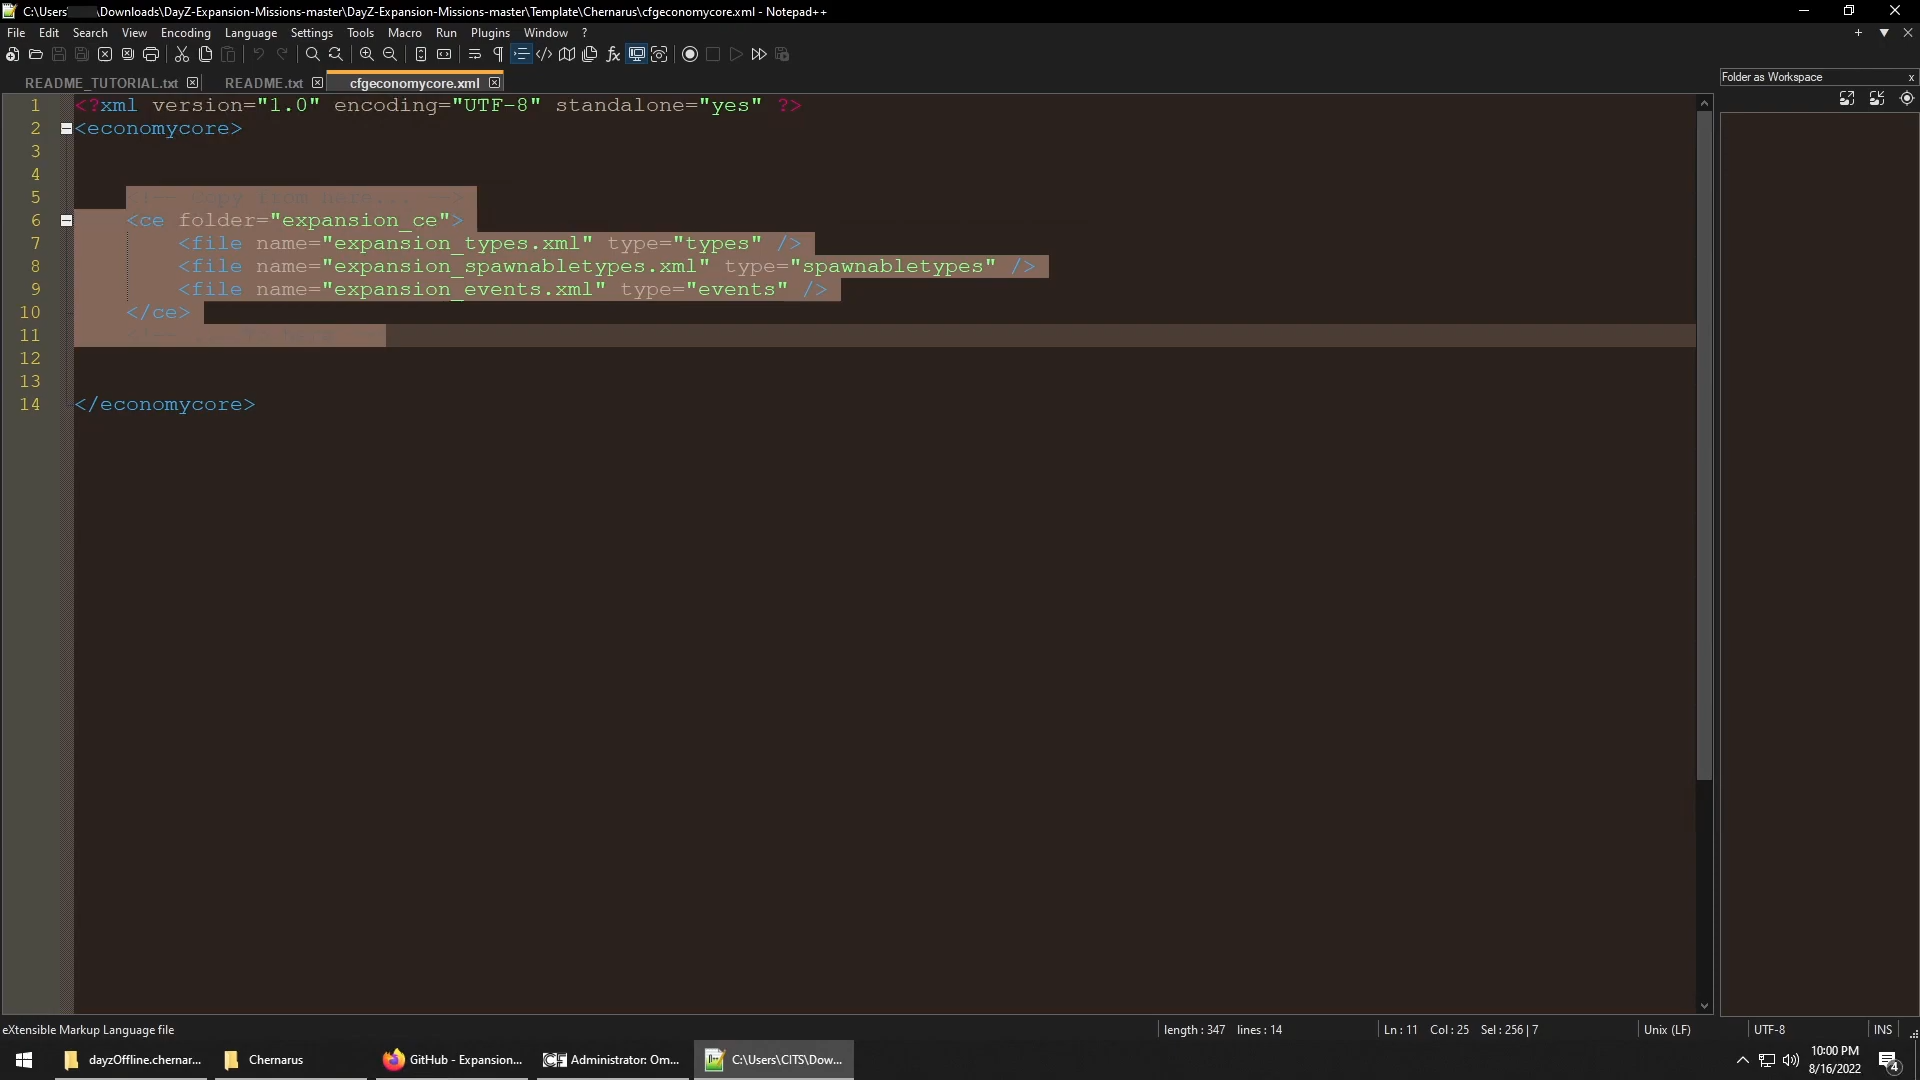 C:\Users \Downloads\DayZ-Expansion-Missions-master\DayZ-Expansion-Missions-master\Template\Chernarus\cfgeconomycore.xml - Notepad++
File Edit Search View Encoding Language Settings Tools Macro Run Plugins Window ?
README_TUTORIAL.txt README.txt cfgeconomycore.xml
Folder as Workspace
1 <?xml version="1.0" encoding="UTF-8" standalone="yes" ?>
2 <economycore>
3
4
5 <!-- Copy from here... -->
6 <ce folder="expansion_ce">
7 <file name="expansion_types.xml" type="types" />
8 <file name="expansion_spawnabletypes.xml" type="spawnabletypes" />
9 <file name="expansion_events.xml" type="events" />
10 </ce>
11 <!-- here
12
13
14 </economycore>
eXtensible Markup Language file
length : 347 lines : 14
Ln : 11 Col : 25 Sel : 256 | 7
Unix (LF)
UTF-8
INS
dayzOffline.chernar...
Chernarus
GitHub - Expansion...
Administrator: Om...
C:\Users\CITS\Dow...
10:00 PM
8/16/2022
4